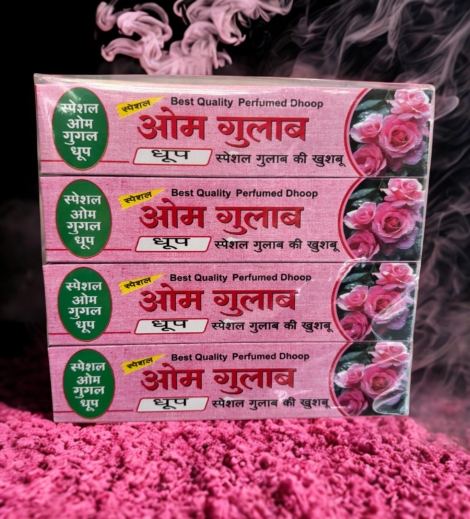 स्पेशल
ओम
गुगल
धूप
स्पेशल
Best Quality Perfumed Dhoop
ओम गुलाब
धूप
स्पेशल गुलाब की खुशबू
स्पेशल
ओम
गुगल
धूप
स्पेशल
Best Quality Perfumed Dhoop
ओम गुलाब
धूप
स्पेशल गुलाब की खुशबू
स्पेशल
ओम
गुगल
धूप
स्पेशल
Best Quality Perfumed Dhoop
ओम गुलाब
धूप
स्पेशल गुलाब की खुशबू
स्पेशल
ओम
गुगल
धूप
स्पेशल
Best Quality Perfumed Dhoop
ओम गुलाब
धूप
स्पेशल गुलाब की खुशबू